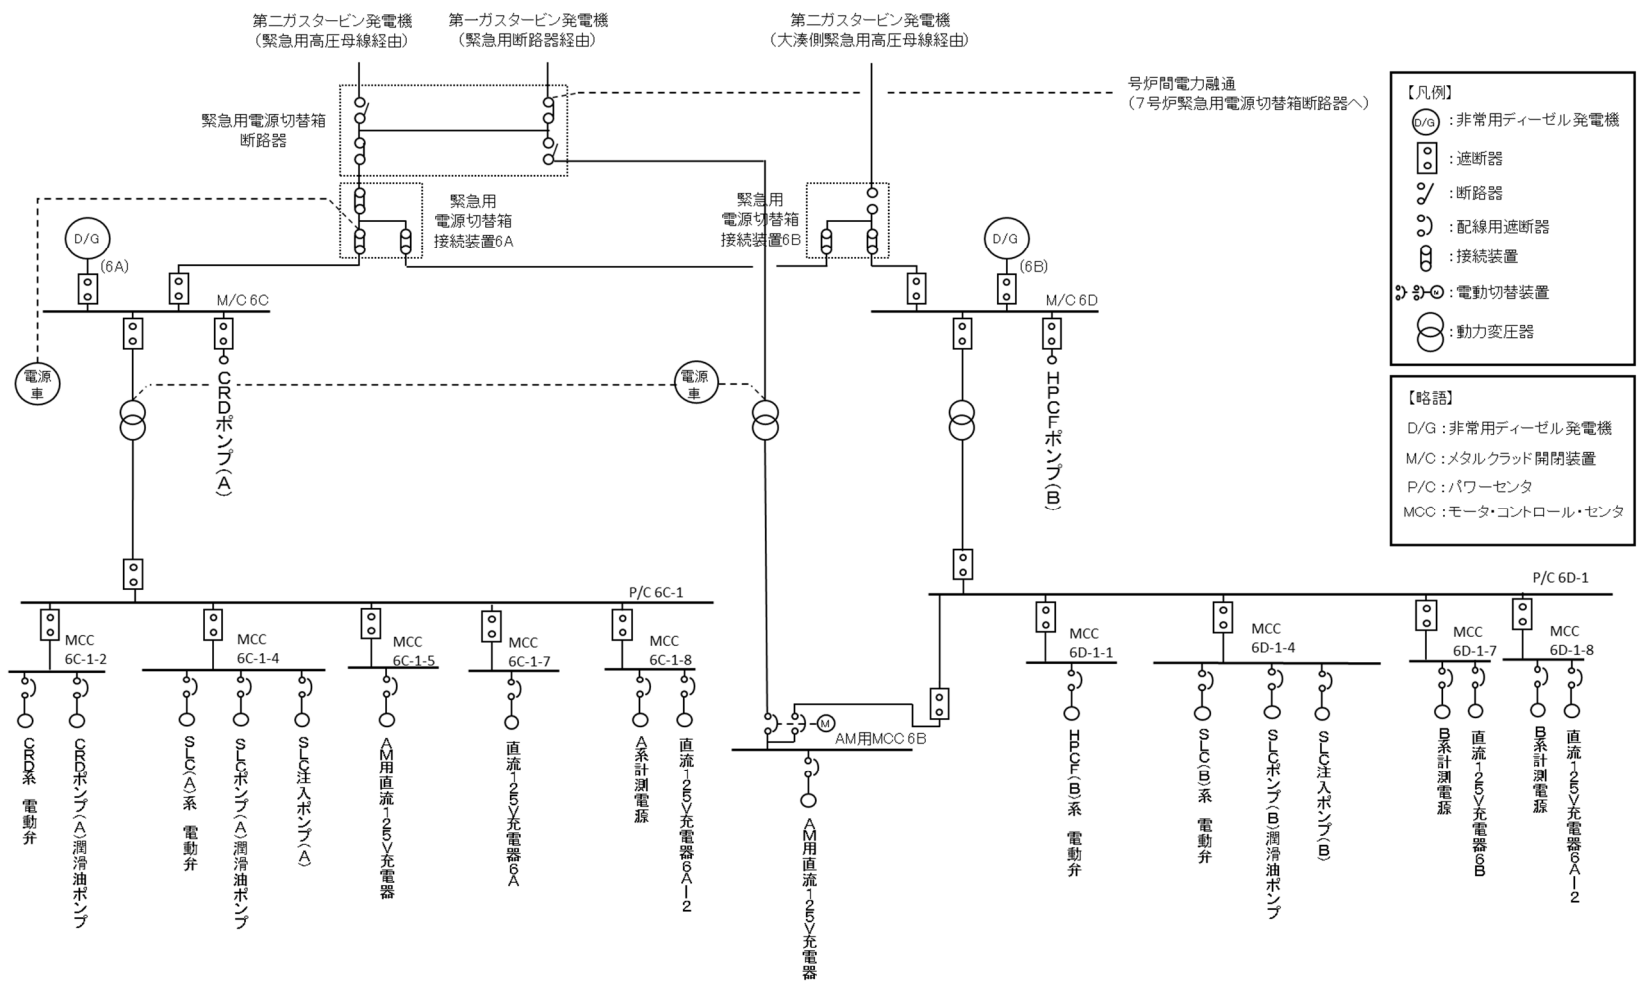 第二ガスタービン発電機
(緊急用高圧母線経由)
第一ガスタービン発電機
(緊急用断路器経由)
第二ガスタービン発電機
(大湊側緊急用高圧母線経由)
号炉間電力融通
(7号炉緊急用電源切替箱断路器へ)
緊急用電源切替箱
断路器
緊急用
電源切替箱
接続装置6A
緊急用
電源切替箱
接続装置6B
D/G
(6A)
D/G
(6B)
M/C 6C
M/C 6D
電源
車
電源
車
CRDポンプ(A)
HPCFポンプ(B)
P/C 6C-1
P/C 6D-1
MCC
6C-1-2
MCC
6C-1-4
MCC
6C-1-5
MCC
6C-1-7
MCC
6C-1-8
MCC
6D-1-1
MCC
6D-1-4
MCC
6D-1-7
MCC
6D-1-8
M
AM用MCC 6B
CRD系 電動弁
CRDポンプ(A)潤滑油ポンプ
SLC(A)系 電動弁
SLCポンプ(A)潤滑油ポンプ
SLC注入ポンプ(A)
AM用直流125V充電器
直流125V充電器6A
A系計測電源
直流125V充電器6A-2
AM用直流125V充電器
HPCF(B)系 電動弁
SLC(B)系 電動弁
SLCポンプ(B)潤滑油ポンプ
SLC注入ポンプ(B)
B系計測電源
直流125V充電器6B
B系計測電源
直流125V充電器6A-2
【凡例】
D/G :非常用ディーゼル発電機
:遮断器
:断路器
:配線用遮断器
:接続装置
M :電動切替装置
:動力変圧器
【略語】
D/G:非常用ディーゼル発電機
M/C:メタルクラッド開閉装置
P/C:パワーセンタ
MCC:モータ・コントロール・センタ